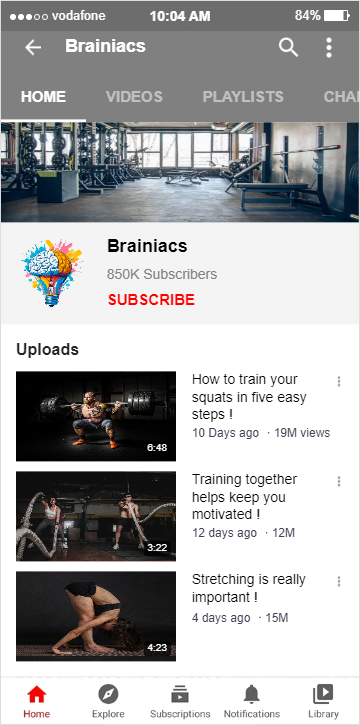 vodafone 10:04 AM 84%
Brainiacs
HOME VIDEOS PLAYLISTS CHA
Brainiacs
850K Subscribers
SUBSCRIBE
Uploads
How to train your
squats in five easy
steps !
10 Days ago · 19M views
6:48
Training together
helps keep you
motivated !
12 days ago · 12M
3:22
Stretching is really
important !
4 days ago · 15M
4:23
Home Explore Subscriptions Notifications Library